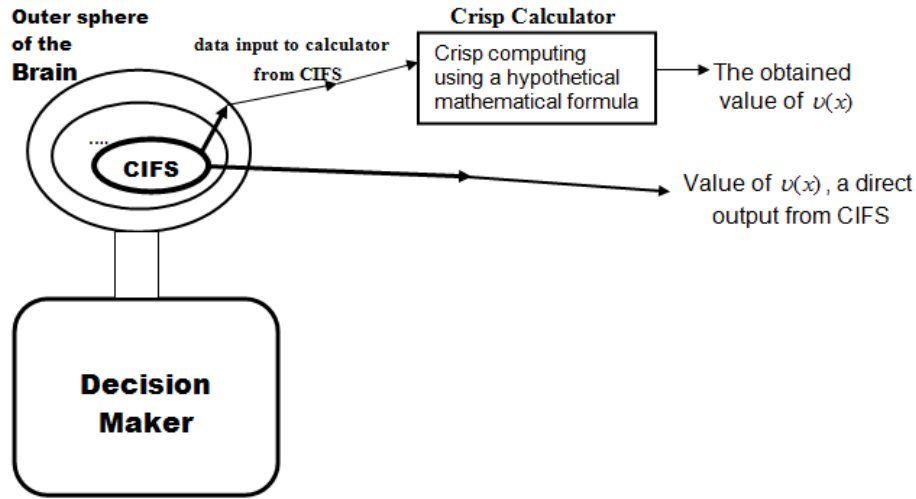 Outer sphere
of the
Brain
data input to calculator
from CIFS
Crisp Calculator
Crisp computing
using a hypothetical
mathematical formula
The obtained
value of υ(x)
....
CIFS
Value of υ(x), a direct
output from CIFS
Decision
Maker